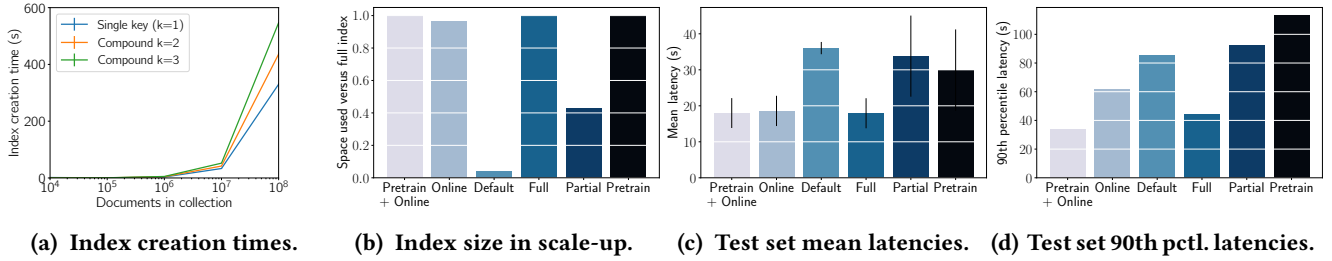 Index creation time (s)
600
400
200
0
10^4
10^5
10^6
10^7
10^8
Documents in collection
Single key (k=1)
Compound k=2
Compound k=3
(a) Index creation times.
Space used versus full index
1.0
0.8
0.6
0.4
0.2
0.0
Pretrain
+ Online
Online
Default
Full
Partial
Pretrain
(b) Index size in scale-up.
Mean latency (s)
40
30
20
10
0
Pretrain
+ Online
Online
Default
Full
Partial
Pretrain
(c) Test set mean latencies.
90th percentile latency (s)
100
80
60
40
20
0
Pretrain
+ Online
Online
Default
Full
Partial
Pretrain
(d) Test set 90th pctl. latencies.